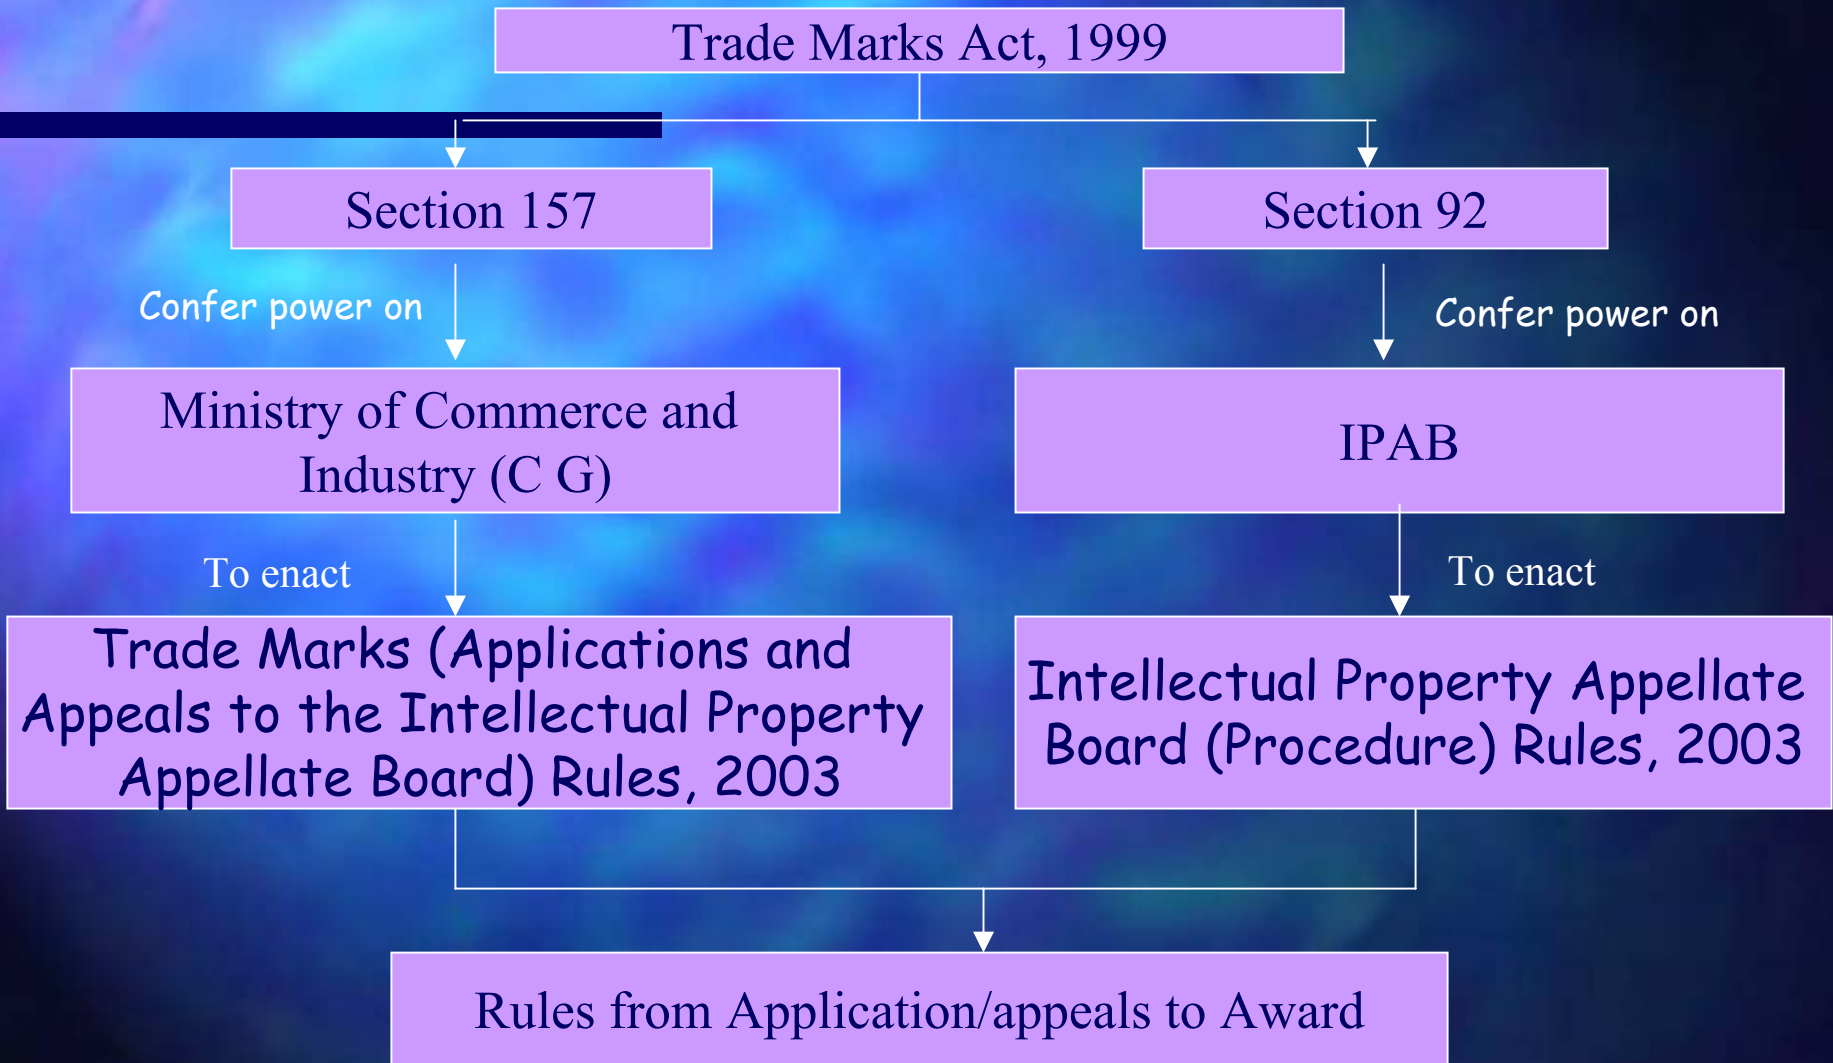 Trade Marks Act, 1999
Section 157
Section 92
Confer power on
Confer power on
Ministry of Commerce and
Industry (C G)
IPAB
To enact
To enact
Trade Marks (Applications and
Appeals to the Intellectual Property
Appellate Board) Rules, 2003
Intellectual Property Appellate
Board (Procedure) Rules, 2003
Rules from Application/appeals to Award